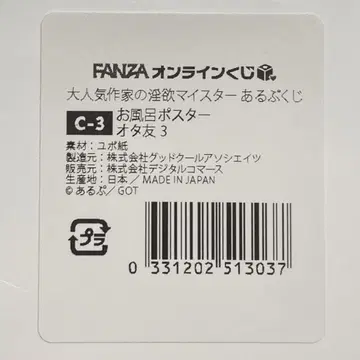 FANZA オンラインくじ
大人気作家の淫欲マイスター あるぷくじ
C-3 お風呂ポスター
オタ友 3
素材：ユポ紙
製造元：株式会社グッドクールアソシエイツ
販売元：株式会社デジタルコマース
生産地：日本／MADE IN JAPAN
©あるぷ/GOT
プラ
0 331202 513037